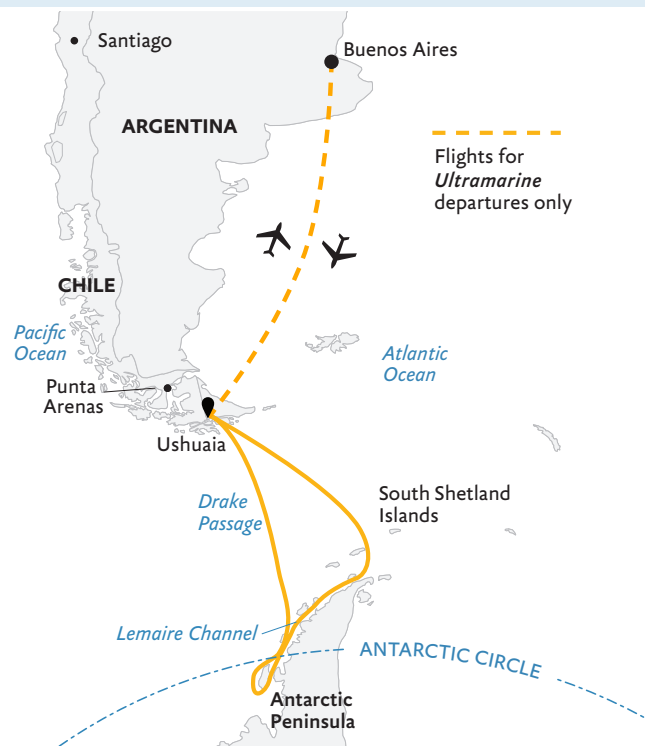 Santiago
Buenos Aires
ARGENTINA
Flights for
Ultramarine
departures only
CHILE
Pacific
Ocean
Atlantic
Ocean
Punta
Arenas
Ushuaia
Drake
Passage
South Shetland
Islands
Lemaire Channel
ANTARCTIC CIRCLE
Antarctic
Peninsula